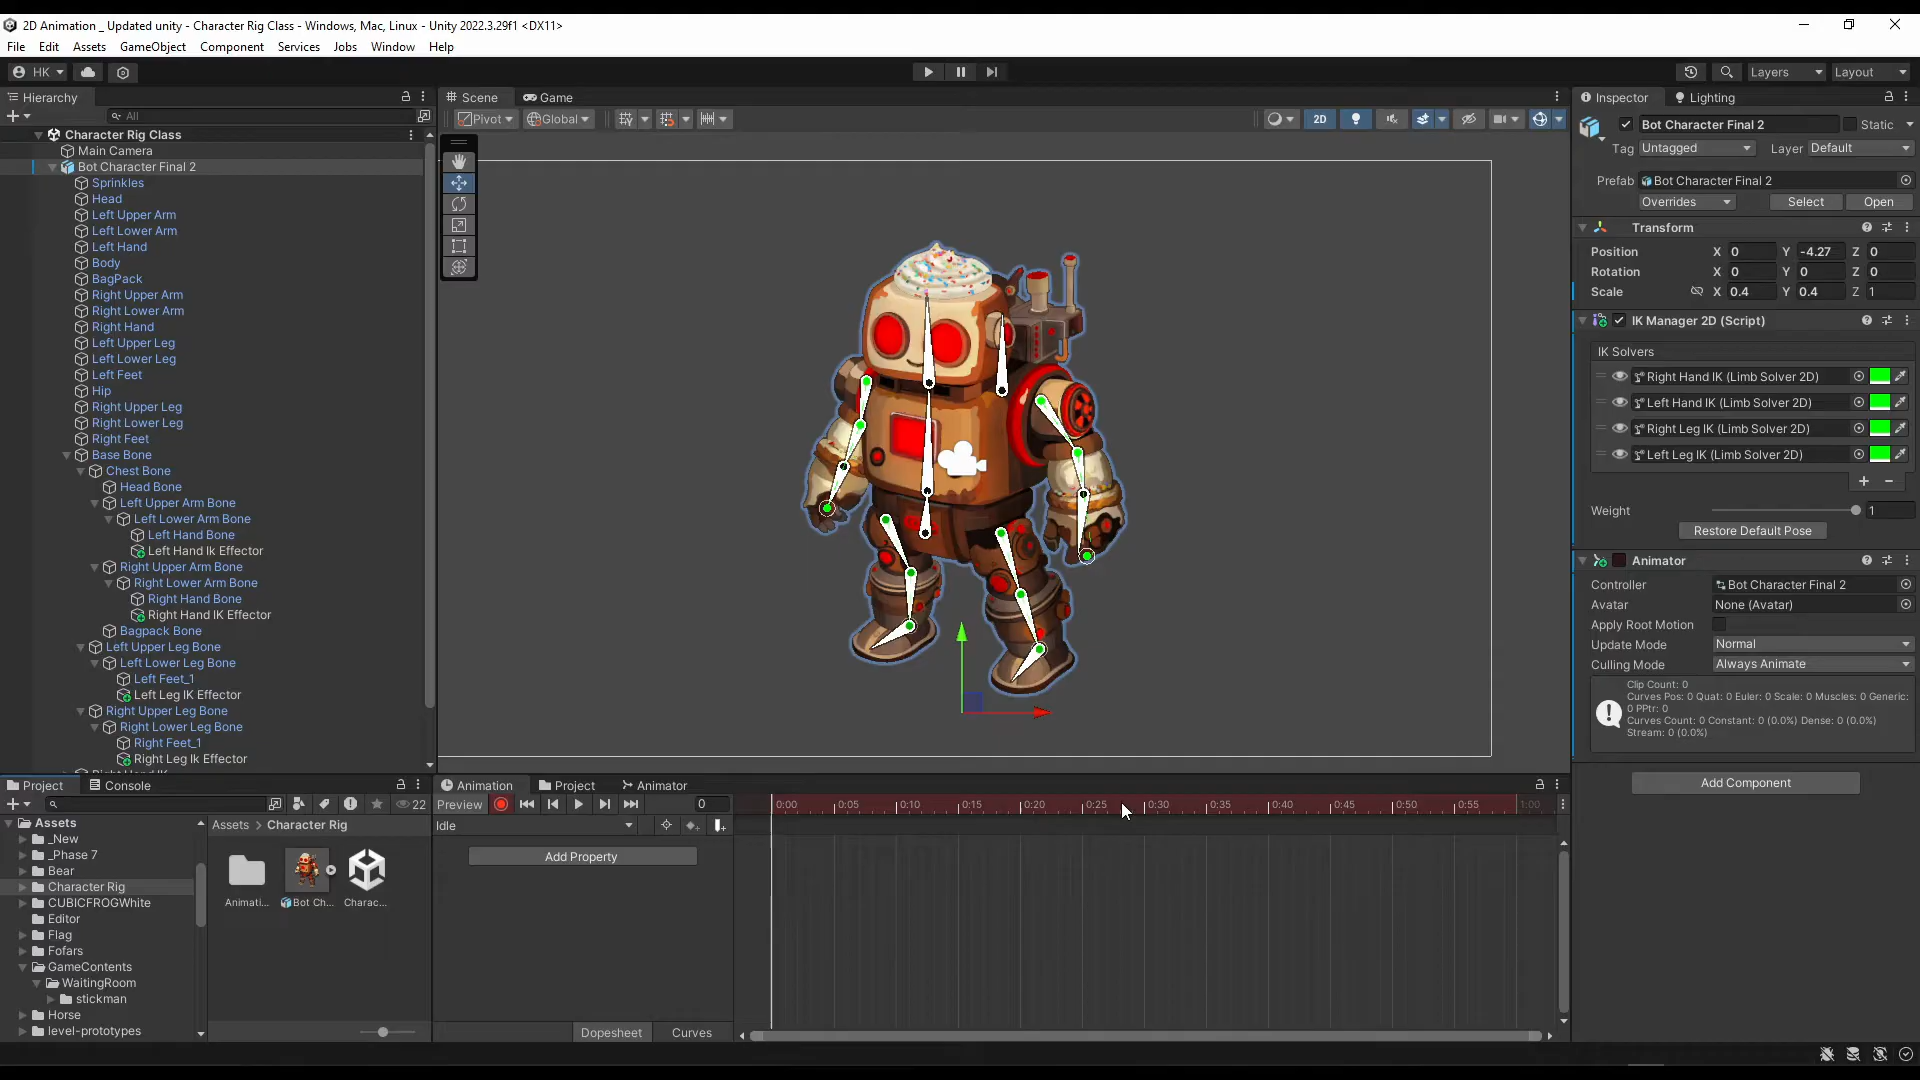 2D Animation _ Updated unity - Character Rig Class - Windows, Mac, Linux - Unity 2022.3.29f1 <DX11>
File Edit Assets GameObject Component Services Jobs Window Help
HK Layers Layout
Hierarchy
All
Character Rig Class
Main Camera
Bot Character Final 2
Sprinkles
Head
Left Upper Arm
Left Lower Arm
Left Hand
Body
BagPack
Right Upper Arm
Right Lower Arm
Right Hand
Left Upper Leg
Left Lower Leg
Left Feet
Hip
Right Upper Leg
Right Lower Leg
Right Feet
Base Bone
Chest Bone
Head Bone
Left Upper Arm Bone
Left Lower Arm Bone
Left Hand Bone
Left Hand Ik Effector
Right Upper Arm Bone
Right Lower Arm Bone
Right Hand Bone
Right Hand IK Effector
Bagpack Bone
Left Upper Leg Bone
Left Lower Leg Bone
Left Feet_1
Left Leg IK Effector
Right Upper Leg Bone
Right Lower Leg Bone
Right Feet_1
Right Leg Ik Effector
Scene Game
Pivot Global 2D
Inspector Lighting
Bot Character Final 2 Static
Tag Untagged Layer Default
Prefab Bot Character Final 2
Overrides Select Open
Transform
Position X 0 Y -4.27 Z 0
Rotation X 0 Y 0 Z 0
Scale X 0.4 Y 0.4 Z 1
IK Manager 2D (Script)
IK Solvers
Right Hand IK (Limb Solver 2D)
Left Hand IK (Limb Solver 2D)
Right Leg IK (Limb Solver 2D)
Left Leg IK (Limb Solver 2D)
Weight 1
Restore Default Pose
Animator
Controller Bot Character Final 2
Avatar None (Avatar)
Apply Root Motion
Update Mode Normal
Culling Mode Always Animate
Clip Count: 0
Curves Pos: 0 Quat: 0 Euler: 0 Scale: 0 Muscles: 0 Generic:
0 PPtr: 0
Curves Count: 0 Constant: 0 (0.0%) Dense: 0 (0.0%)
Stream: 0 (0.0%)
Add Component
Project Console
22
Assets
_New
_Phase 7
Bear
Character Rig
CUBICFROGWhite
Editor
Flag
Fofars
GameContents
WaitingRoom
stickman
Horse
level-prototypes
Assets > Character Rig
Animati... Bot Ch... Charac...
Animation Project Animator
Preview 0
0:00 0:05 0:10 0:15 0:20 0:25 0:30 0:35 0:40 0:45 0:50 0:55 1:00
Idle
Add Property
Dopesheet Curves